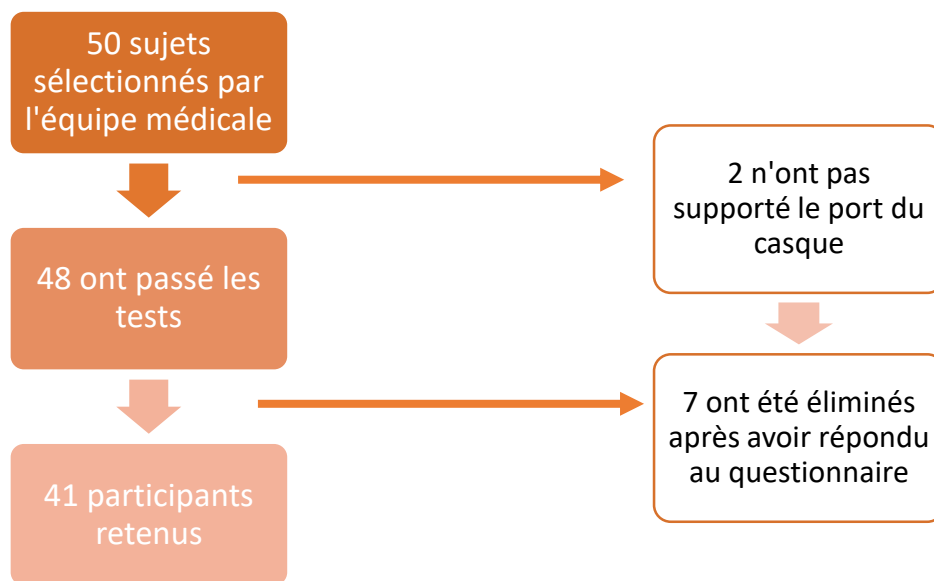 50 sujets
sélectionnés par
l'équipe médicale
2 n'ont pas
supporté le port du
casque
48 ont passé les
tests
7 ont été éliminés
après avoir répondu
au questionnaire
41 participants
retenus